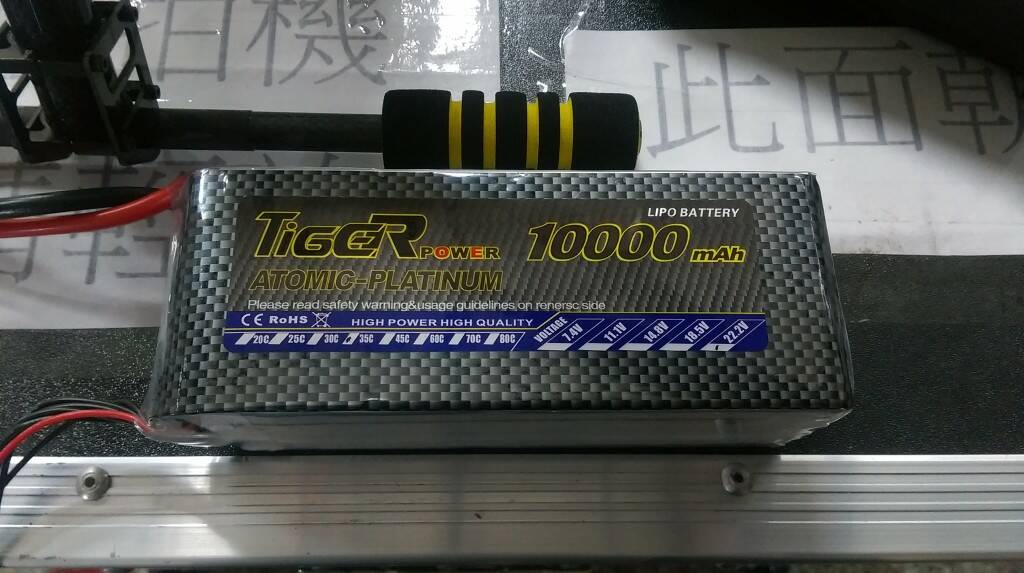 拍機
此面朝
TiGER POWER
10000 mAh
LIPO BATTERY
ATOMIC-PLATINUM
Please read safety warning&usage guidelines on renersc side
CE RoHS HIGH POWER HIGH QUALITY
20C 25C 30C 35C 45C 60C 70C 80C
VOLTAGE 7.4V 11.1V 14.8V 18.5V 22.2V